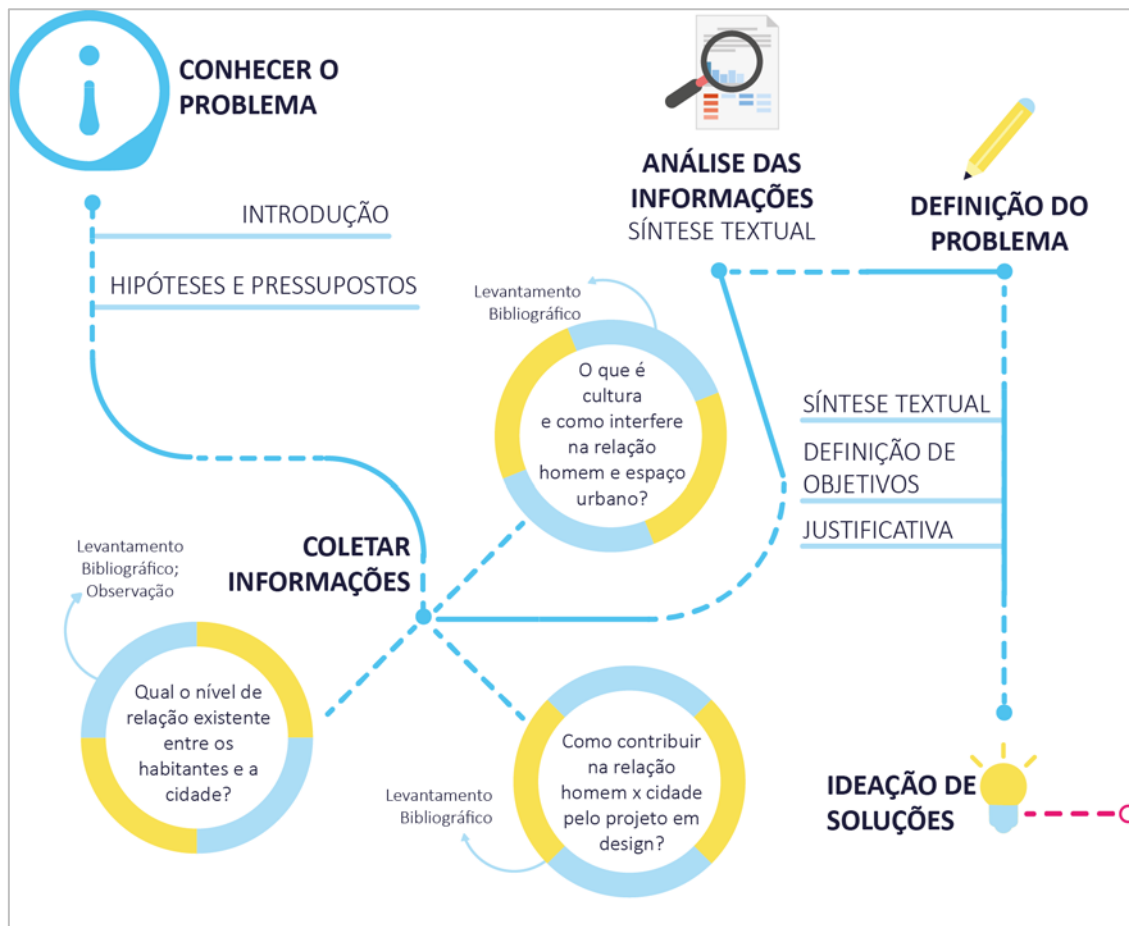 CONHECER O
PROBLEMA
INTRODUÇÃO
HIPÓTESES E PRESSUPOSTOS
COLETAR
INFORMAÇÕES
Levantamento
Bibliográfico;
Observação
Qual o nível de
relação existente
entre os
habitantes e a
cidade?
Levantamento
Bibliográfico
O que é
cultura
e como interfere
na relação
homem e espaço
urbano?
Levantamento
Bibliográfico
Como contribuir
na relação
homem x cidade
pelo projeto em
design?
ANÁLISE DAS
INFORMAÇÕES
SÍNTESE TEXTUAL
DEFINIÇÃO DO
PROBLEMA
SÍNTESE TEXTUAL
DEFINIÇÃO DE
OBJETIVOS
JUSTIFICATIVA
IDEAÇÃO DE
SOLUÇÕES